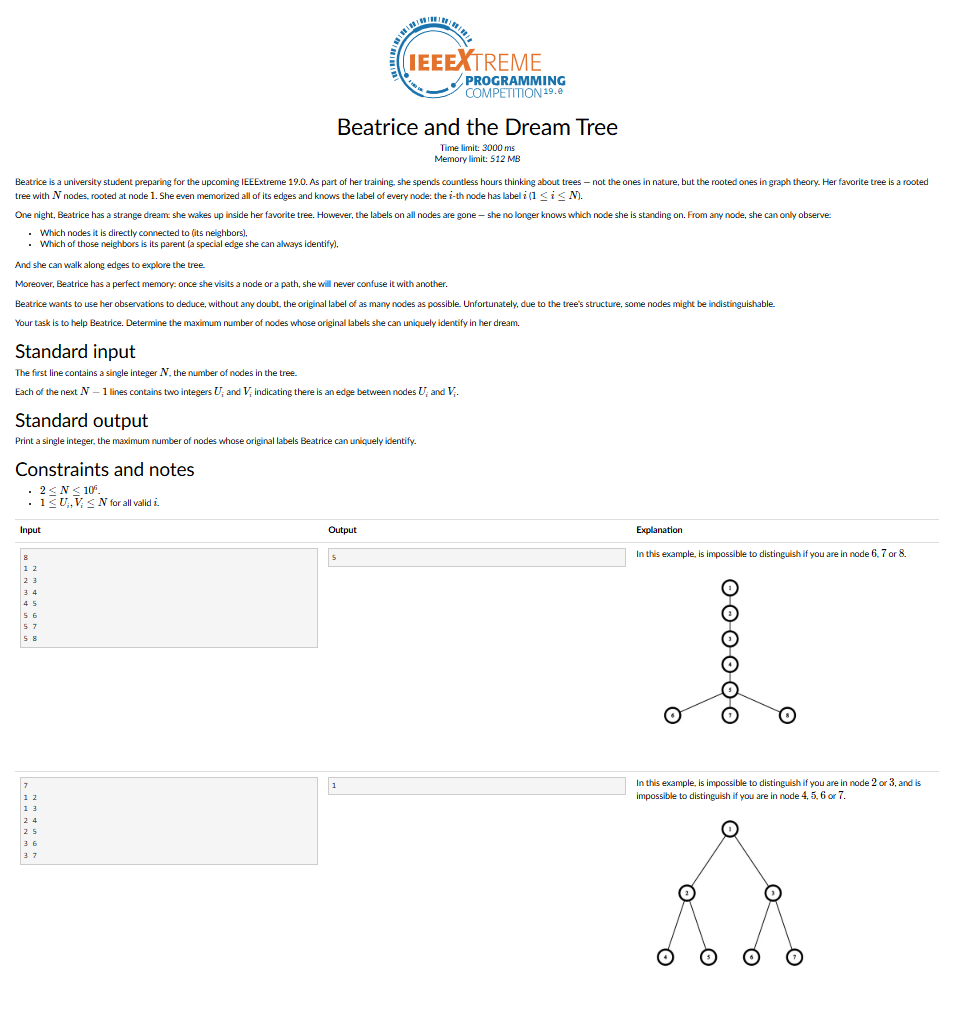 IEEEXTREME
PROGRAMMING
COMPETITION 19.0
Beatrice and the Dream Tree
Time limit: 3000 ms
Memory limit: 512 MB
Beatrice is a university student preparing for the upcoming IEEExtreme 19.0. As part of her training, she spends countless hours thinking about trees — not the ones in nature, but the rooted ones in graph theory. Her favorite tree is a rooted
tree with N nodes, rooted at node 1. She even memorized all of its edges and knows the label of every node: the i-th node has label i (1 ≤ i ≤ N).
One night, Beatrice has a strange dream: she wakes up inside her favorite tree. However, the labels on all nodes are gone — she no longer knows which node she is standing on. From any node, she can only observe:
• Which nodes it is directly connected to (its neighbors),
• Which of those neighbors is its parent (a special edge she can always identify),
And she can walk along edges to explore the tree.
Moreover, Beatrice has a perfect memory: once she visits a node or a path, she will never confuse it with another.
Beatrice wants to use her observations to deduce, without any doubt, the original label of as many nodes as possible. Unfortunately, due to the tree's structure, some nodes might be indistinguishable.
Your task is to help Beatrice. Determine the maximum number of nodes whose original labels she can uniquely identify in her dream.
Standard input
The first line contains a single integer N, the number of nodes in the tree.
Each of the next N − 1 lines contains two integers U_i and V_i indicating there is an edge between nodes U_i and V_i.
Standard output
Print a single integer, the maximum number of nodes whose original labels Beatrice can uniquely identify.
Constraints and notes
• 2 ≤ N ≤ 10^6.
• 1 ≤ U_i, V_i ≤ N for all valid i.
Input Output Explanation
8
1 2
2 3
3 4
4 5
5 6
5 7
5 8
5
In this example, is impossible to distinguish if you are in node 6, 7 or 8.
1
2
3
4
5
6 7 8
7
1 2
1 3
2 4
2 5
3 6
3 7
1
In this example, is impossible to distinguish if you are in node 2 or 3, and is
impossible to distinguish if you are in node 4, 5, 6 or 7.
1
2 3
4 5 6 7